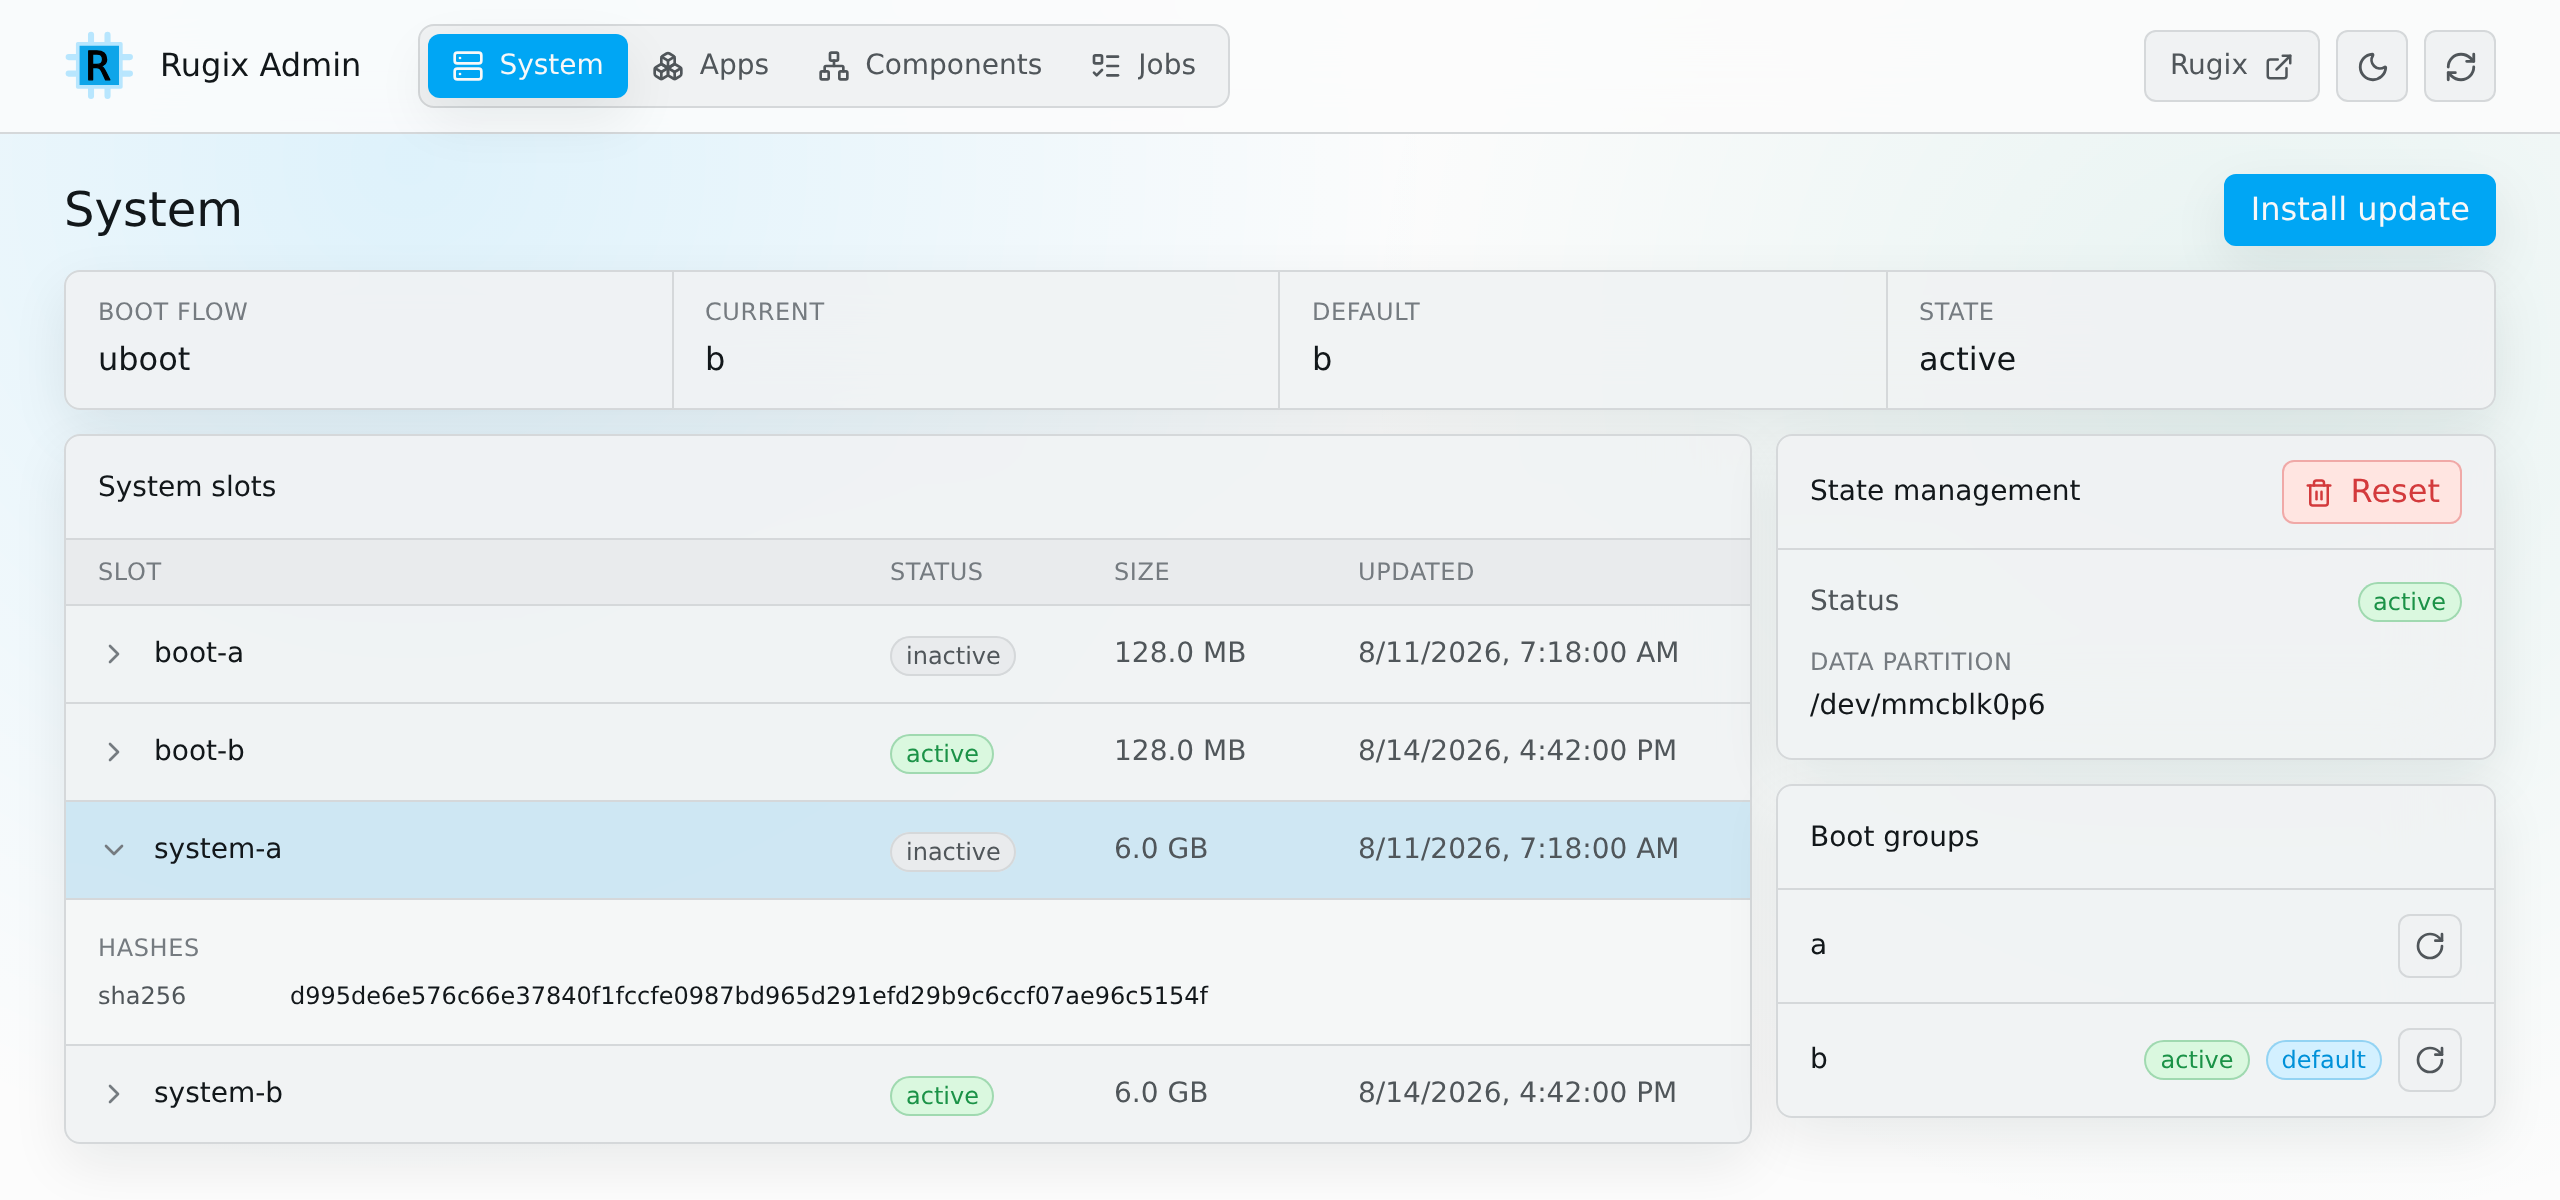 R Rugix Admin System Apps Components Jobs Rugix
System Install update
BOOT FLOW CURRENT DEFAULT STATE
uboot b b active
System slots
SLOT STATUS SIZE UPDATED
boot-a inactive 128.0 MB 8/11/2026, 7:18:00 AM
boot-b active 128.0 MB 8/14/2026, 4:42:00 PM
system-a inactive 6.0 GB 8/11/2026, 7:18:00 AM
HASHES
sha256 d995de6e576c66e37840f1fccfe0987bd965d291efd29b9c6ccf07ae96c5154f
system-b active 6.0 GB 8/14/2026, 4:42:00 PM
State management Reset
Status active
DATA PARTITION
/dev/mmcblk0p6
Boot groups
a
b active default